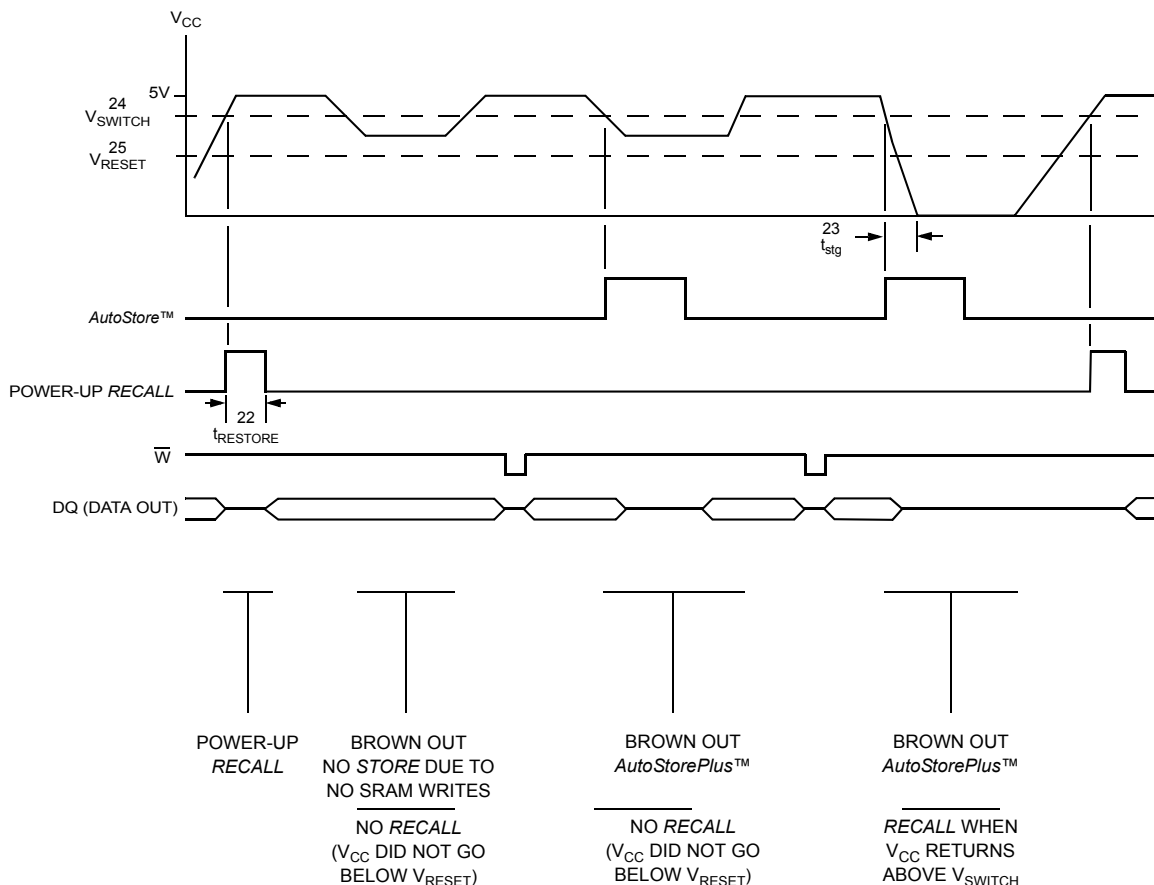 VCC
5V
24
VSWITCH
25
VRESET
23
tstg
AutoStore™
POWER-UP RECALL
22
tRESTORE
W
DQ (DATA OUT)
POWER-UP
RECALL
BROWN OUT
NO STORE DUE TO
NO SRAM WRITES
NO RECALL
(VCC DID NOT GO
BELOW VRESET)
BROWN OUT
AutoStorePlus™
NO RECALL
(VCC DID NOT GO
BELOW VRESET)
BROWN OUT
AutoStorePlus™
RECALL WHEN
VCC RETURNS
ABOVE VSWITCH